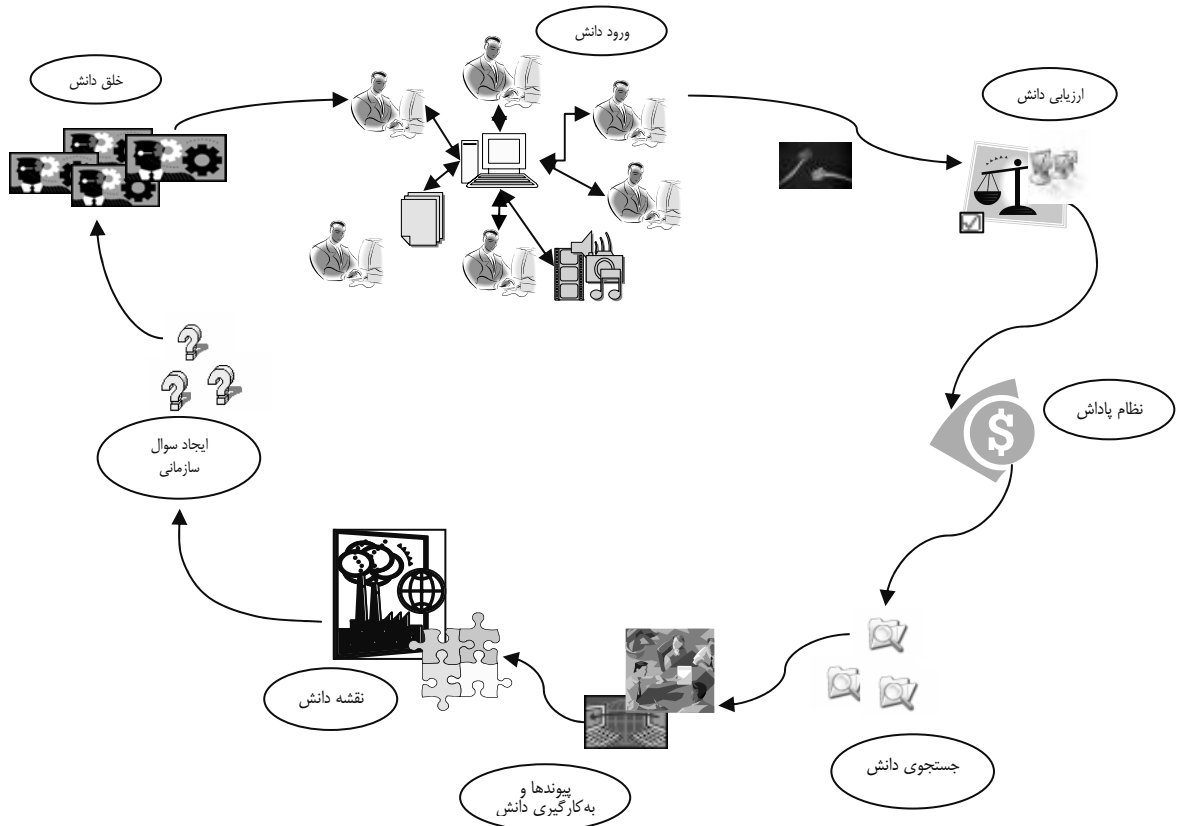 ورود دانش
خلق دانش
ارزیابی دانش
نظام پاداش
ایجاد سوال
سازمانی
نقشه دانش
جستجوی دانش
پیوندها و
به‌کارگیری دانش
$